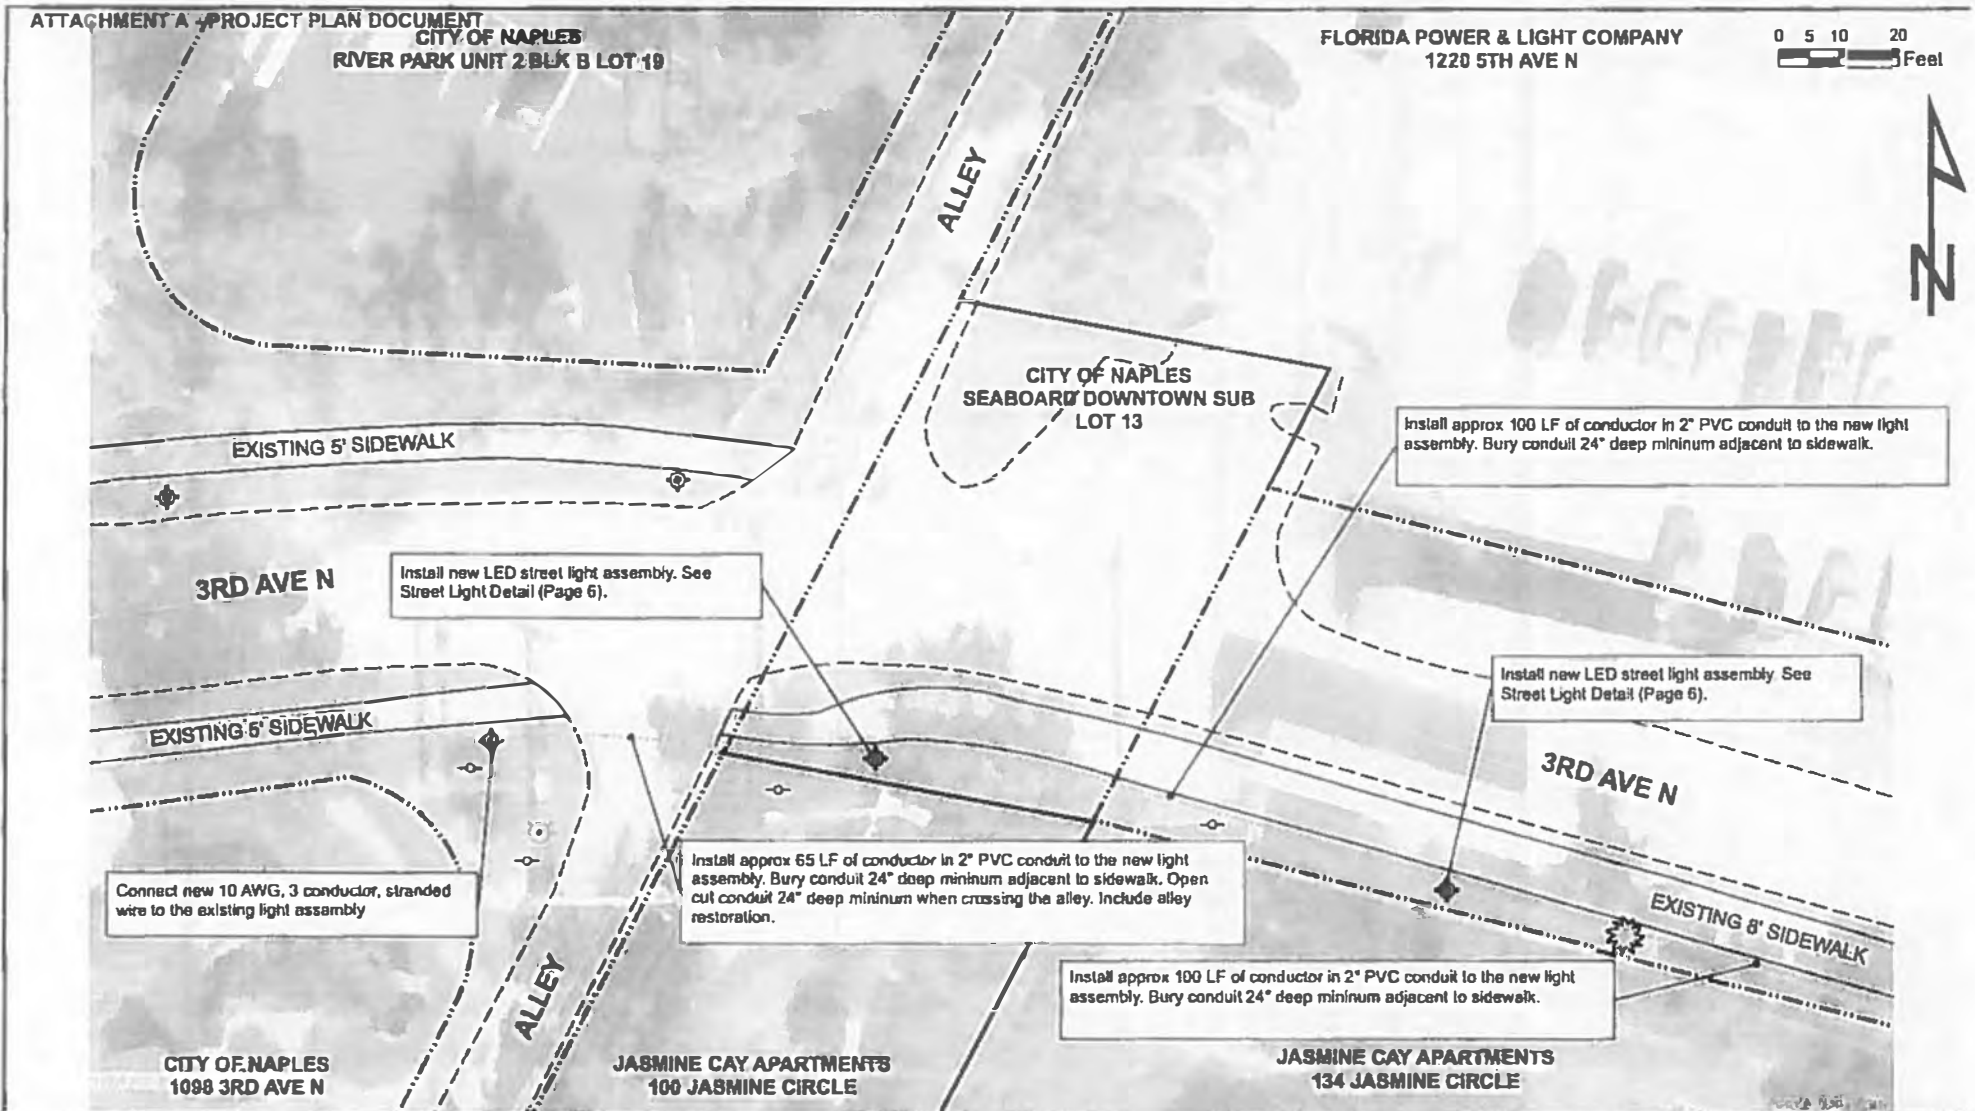 ATTACHMENT A - PROJECT PLAN DOCUMENT
CITY OF NAPLES
RIVER PARK UNIT 2 BLK B LOT 19
FLORIDA POWER & LIGHT COMPANY
1220 5TH AVE N
0 5 10 20
Feet
N
ALLEY
CITY OF NAPLES
SEABOARD DOWNTOWN SUB
LOT 13
EXISTING 5' SIDEWALK
Install approx 100 LF of conductor in 2" PVC conduit to the new light
assembly. Bury conduit 24" deep mininum adjacent to sidewalk.
3RD AVE N
Install new LED street light assembly. See
Street Light Detail (Page 6).
Install new LED street light assembly. See
Street Light Detail (Page 6).
EXISTING 5' SIDEWALK
3RD AVE N
Connect new 10 AWG, 3 conductor, stranded
wire to the existing light assembly
Install approx 65 LF of conductor in 2" PVC conduit to the new light
assembly. Bury conduit 24" deep mininum adjacent to sidewalk. Open
cut conduit 24" deep mininum when crossing the alley. Include alley
restoration.
EXISTING 8' SIDEWALK
ALLEY
Install approx 100 LF of conductor in 2" PVC conduit to the new light
assembly. Bury conduit 24" deep mininum adjacent to sidewalk.
CITY OF NAPLES
1098 3RD AVE N
JASMINE CAY APARTMENTS
100 JASMINE CIRCLE
JASMINE CAY APARTMENTS
134 JASMINE CIRCLE